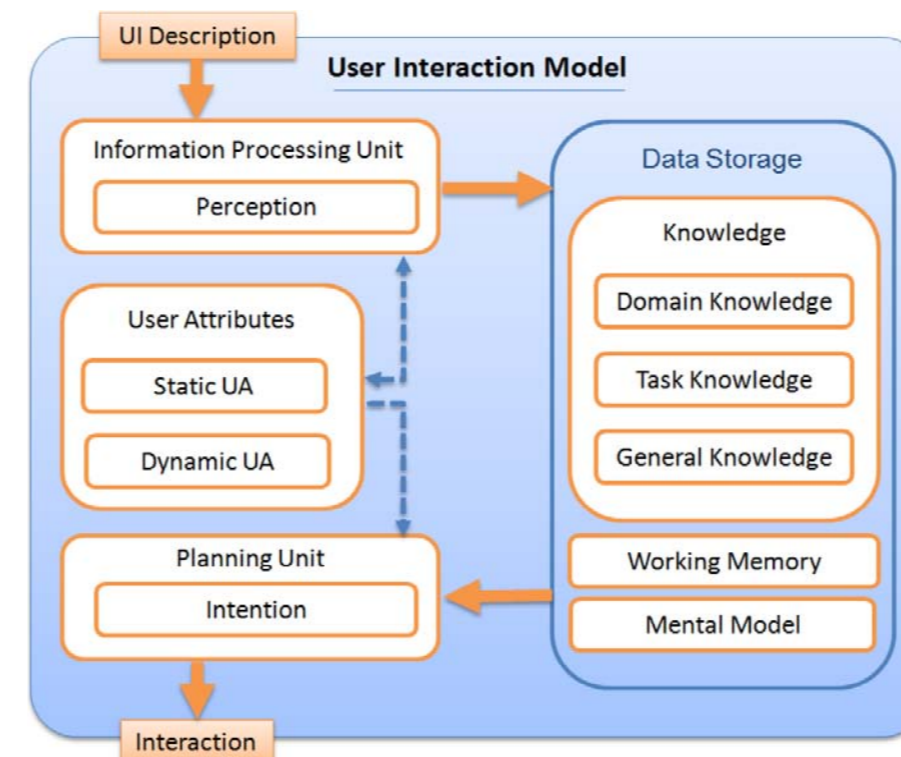 UI Description
User Interaction Model
Information Processing Unit
Perception
User Attributes
Static UA
Dynamic UA
Planning Unit
Intention
Interaction
Data Storage
Knowledge
Domain Knowledge
Task Knowledge
General Knowledge
Working Memory
Mental Model